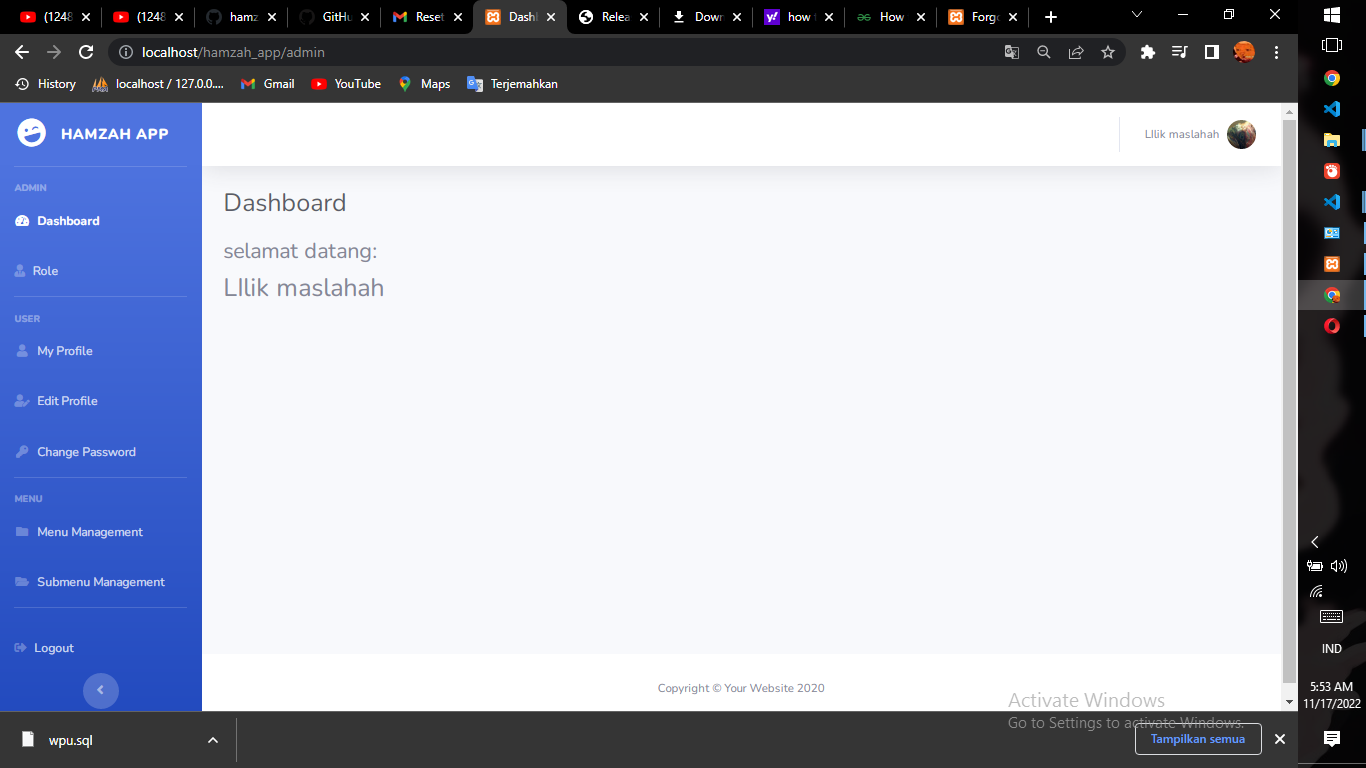 (1248
(1248
hamz
GitHu
Reset
Dash
Relea
Down
how
How
Forgo
localhost/hamzah_app/admin
History
localhost / 127.0.0....
Gmail
YouTube
Maps
Terjemahkan
HAMZAH APP
LIlik maslahah
ADMIN
Dashboard
Role
USER
My Profile
Edit Profile
Change Password
MENU
Menu Management
Submenu Management
Logout
Dashboard
selamat datang:
LIlik maslahah
Copyright © Your Website 2020
Activate Windows
Go to Settings to activate Windows.
wpu.sql
Tampilkan semua
IND
5:53 AM
11/17/2022